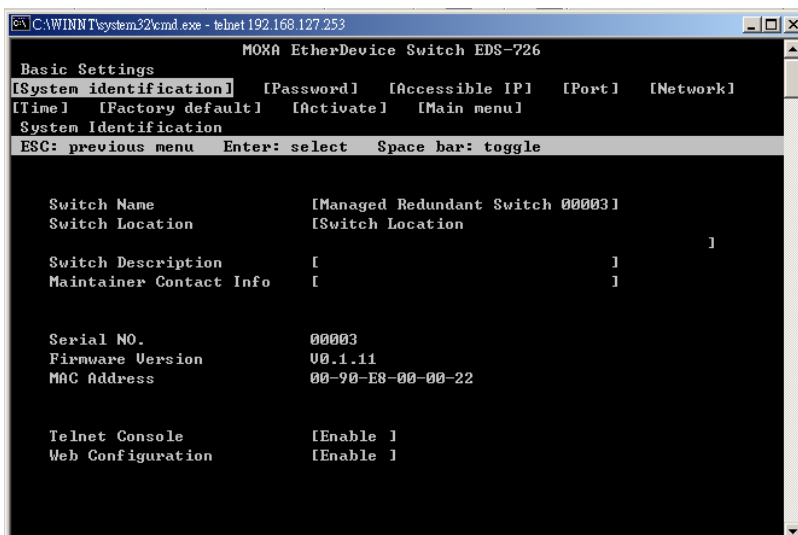 C:\WINNT\system32\cmd.exe - telnet 192.168.127.253
MOXA EtherDevice Switch EDS-726
Basic Settings
[System identification] [Password] [Accessible IP] [Port] [Network]
[Time] [Factory default] [Activate] [Main menu]
System Identification
ESC: previous menu Enter: select Space bar: toggle
Switch Name [Managed Redundant Switch 00003]
Switch Location [Switch Location
]
Switch Description [ ]
Maintainer Contact Info [ ]
Serial NO. 00003
Firmware Version V0.1.11
MAC Address 00-90-E8-00-00-22
Telnet Console [Enable ]
Web Configuration [Enable ]